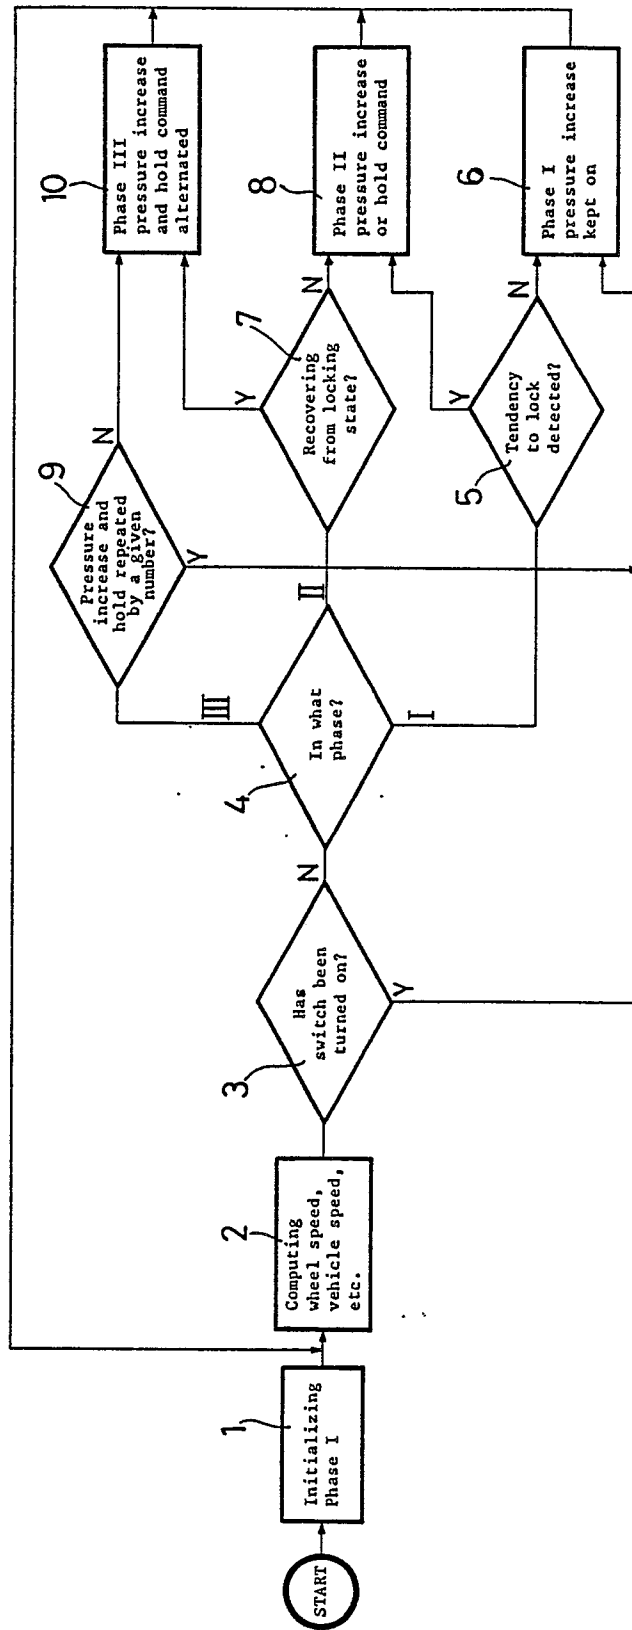 START
1
Initializing
Phase I
2
Computing
wheel speed,
vehicle speed,
etc.
3
Has
switch been
turned on?
Y
N
4
In what
phase?
III
II
I
9
Pressure
increase and
hold repeated
by a given
number?
N
Y
10
Phase III
pressure increase
and hold command
alternated
7
Recovering
from locking
state?
Y
N
8
Phase II
pressure increase
or hold command
5
Tendency
to lock
detected?
Y
N
6
Phase I
pressure increase
kept on